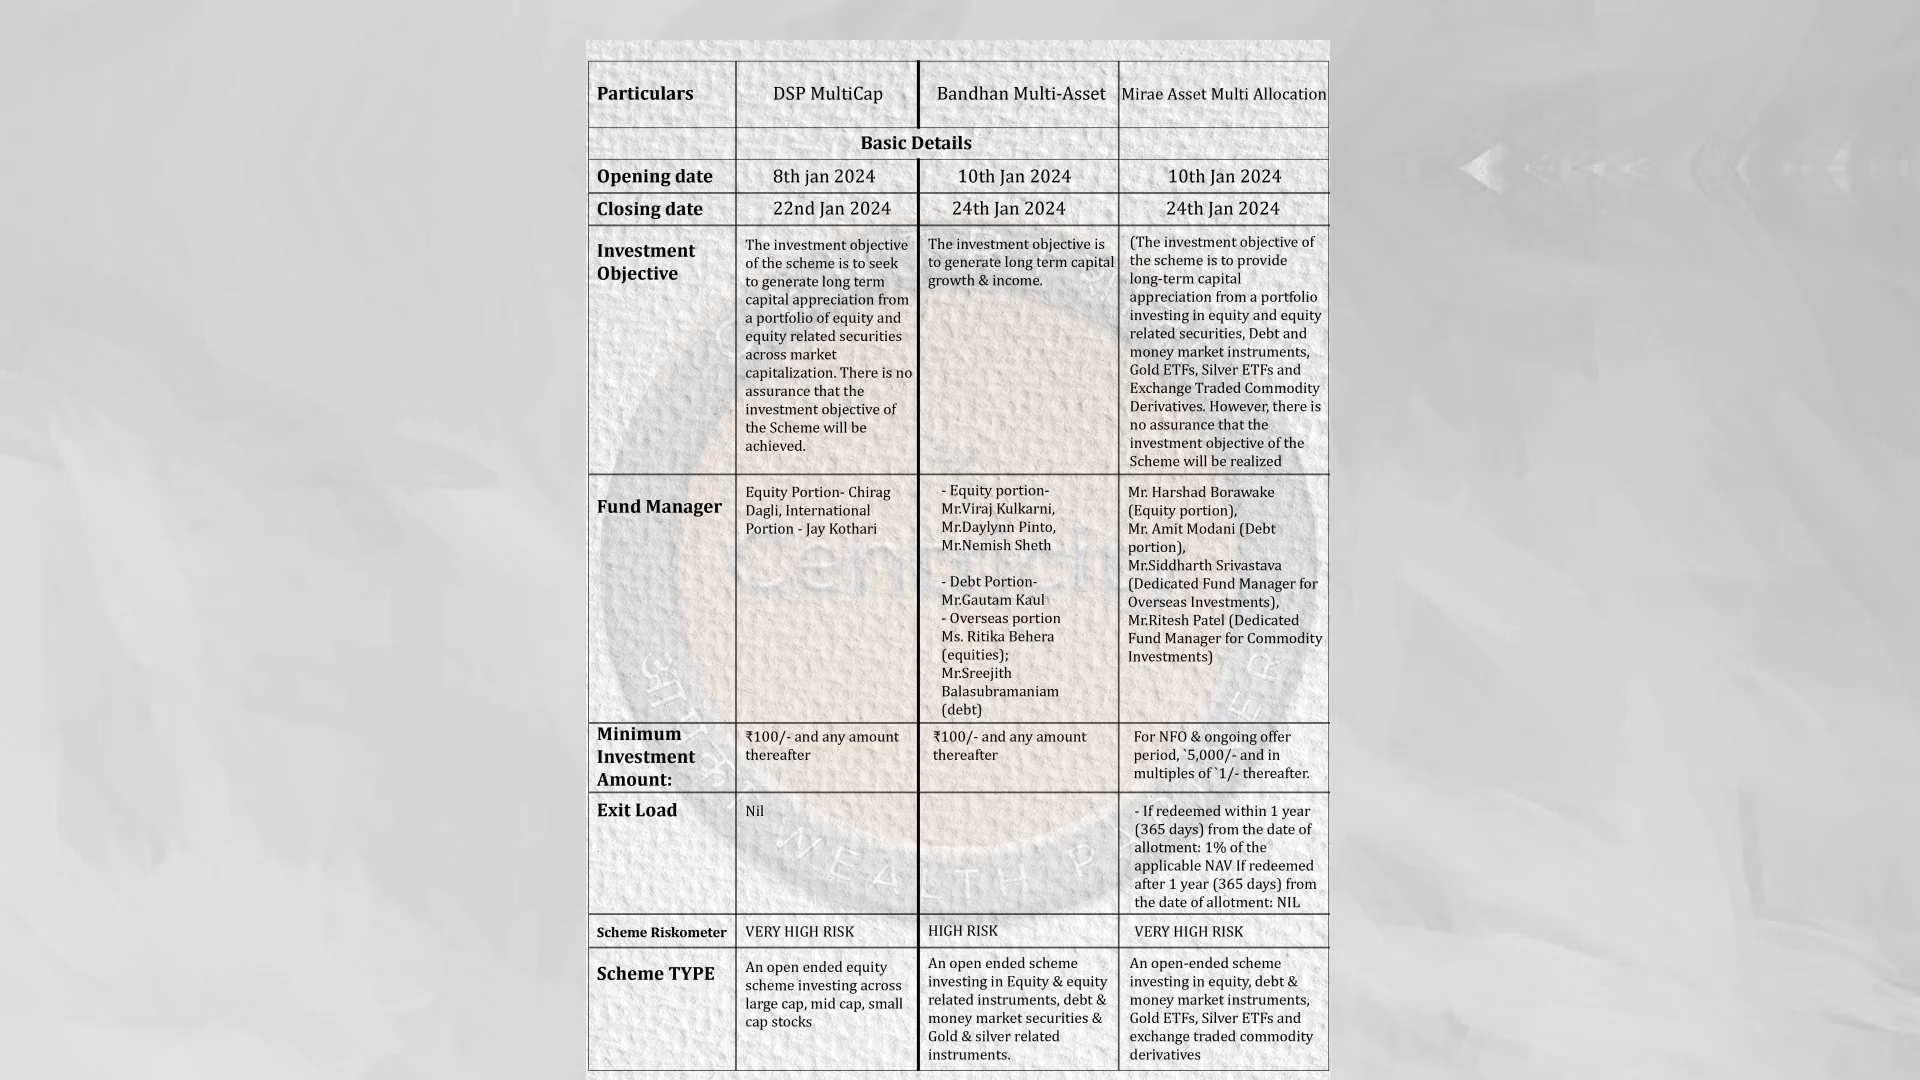 Particulars
DSP MultiCap
Bandhan Multi-Asset
Mirae Asset Multi Allocation
Basic Details
Opening date
8th jan 2024
10th Jan 2024
10th Jan 2024
Closing date
22nd Jan 2024
24th Jan 2024
24th Jan 2024
Investment
Objective
The investment objective
of the scheme is to seek
to generate long term
capital appreciation from
a portfolio of equity and
equity related securities
across market
capitalization. There is no
assurance that the
investment objective of
the Scheme will be
achieved.
The investment objective is
to generate long term capital
growth & income.
(The investment objective of
the scheme is to provide
long-term capital
appreciation from a portfolio
investing in equity and equity
related securities, Debt and
money market instruments,
Gold ETFs, Silver ETFs and
Exchange Traded Commodity
Derivatives. However, there is
no assurance that the
investment objective of the
Scheme will be realized
Fund Manager
Equity Portion- Chirag
Dagli, International
Portion - Jay Kothari
- Equity portion-
Mr.Viraj Kulkarni,
Mr.Daylynn Pinto,
Mr.Nemish Sheth
- Debt Portion-
Mr.Gautam Kaul
- Overseas portion
Ms. Ritika Behera
(equities);
Mr.Sreejith
Balasubramaniam
(debt)
Mr. Harshad Borawake
(Equity portion),
Mr. Amit Modani (Debt
portion),
Mr.Siddharth Srivastava
(Dedicated Fund Manager for
Overseas Investments),
Mr.Ritesh Patel (Dedicated
Fund Manager for Commodity
Investments)
Minimum
Investment
Amount:
₹100/- and any amount
thereafter
₹100/- and any amount
thereafter
For NFO & ongoing offer
period, `5,000/- and in
multiples of `1/- thereafter.
Exit Load
Nil
- If redeemed within 1 year
(365 days) from the date of
allotment: 1% of the
applicable NAV If redeemed
after 1 year (365 days) from
the date of allotment: NIL
Scheme Riskometer
VERY HIGH RISK
HIGH RISK
VERY HIGH RISK
Scheme TYPE
An open ended equity
scheme investing across
large cap, mid cap, small
cap stocks
An open ended scheme
investing in Equity & equity
related instruments, debt &
money market securities &
Gold & silver related
instruments.
An open-ended scheme
investing in equity, debt &
money market instruments,
Gold ETFs, Silver ETFs and
exchange traded commodity
derivatives
WEALTH